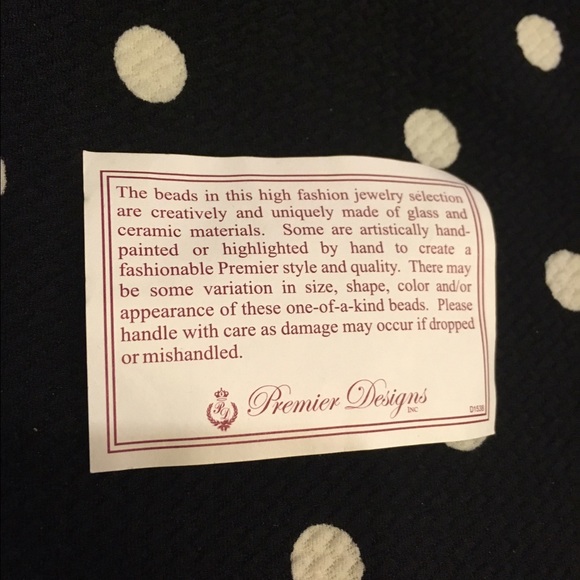 The beads in this high fashion jewelry selection
are creatively and uniquely made of glass and
ceramic materials. Some are artistically hand-
painted or highlighted by hand to create a
fashionable Premier style and quality. There may
be some variation in size, shape, color and/or
appearance of these one-of-a-kind beads. Please
handle with care as damage may occur if dropped
or mishandled.
PD Premier Designs
INC
D1538